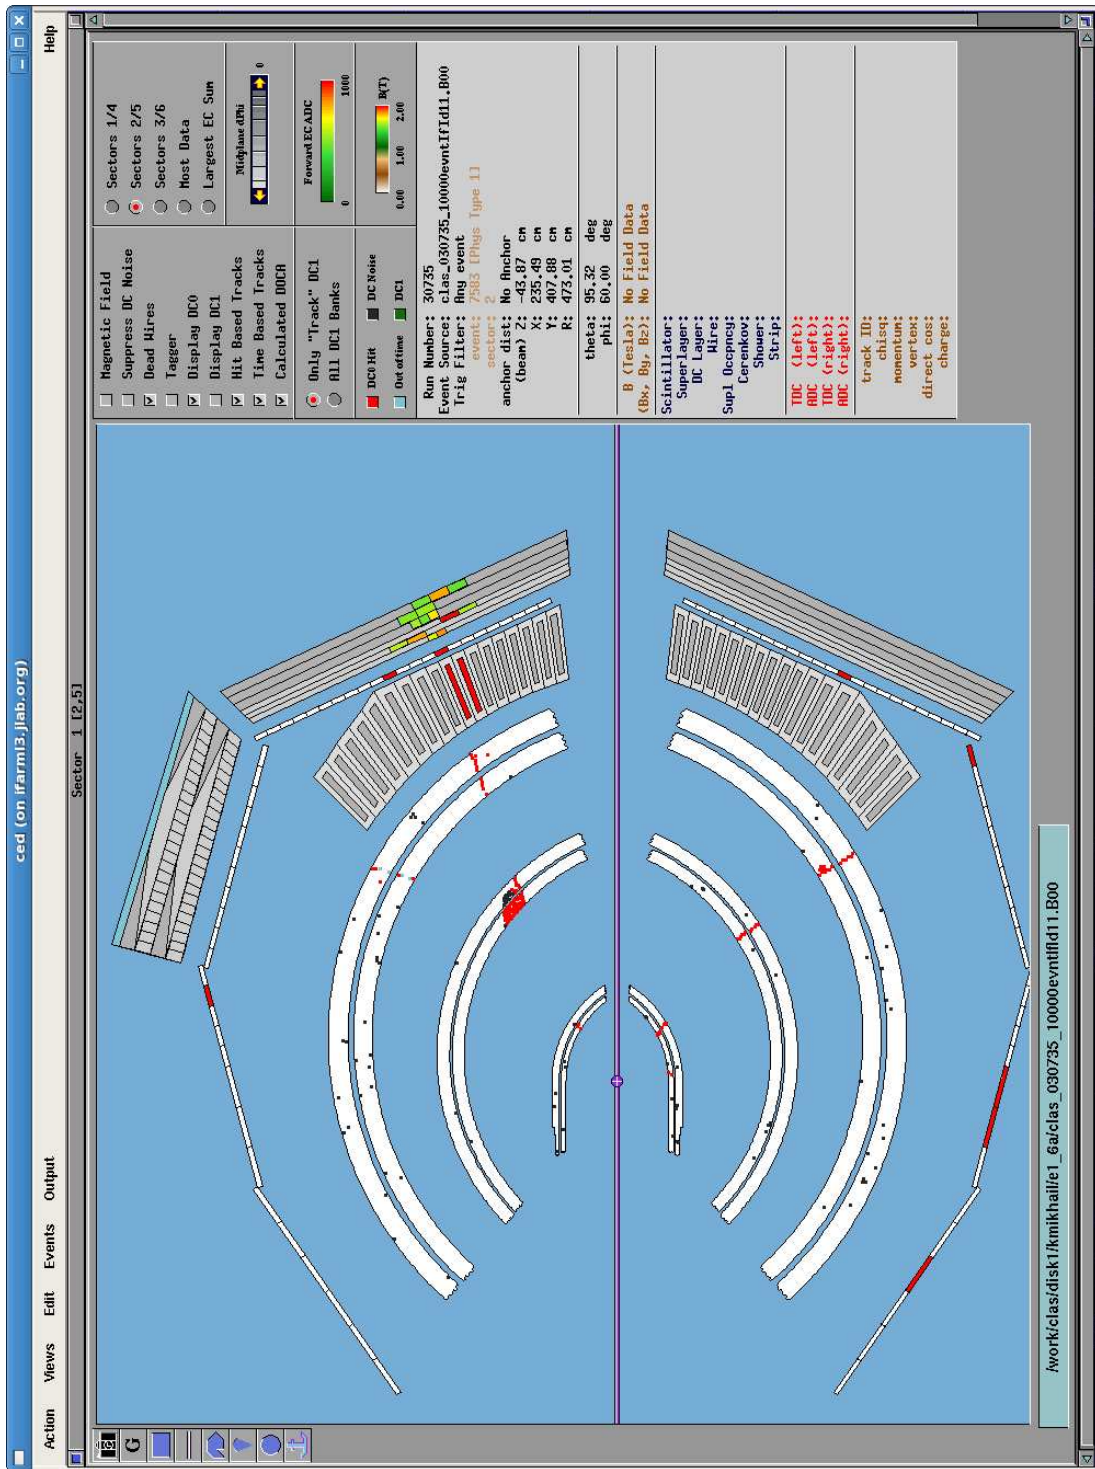 ced (on ifarml3.jlab.org)
Action Views Edit Events Output Help
Sector 1 [2,5]
G
Magnetic Field
Suppress DC Noise
Dead Wires
Tagger
Display DC0
Display DC1
Hit Based Tracks
Time Based Tracks
Calculated DOCA
Sectors 1/4
Sectors 2/5
Sectors 3/6
Most Data
Largest EC Sum
Midplane dPhi
0
Only "Track" DC1
All DC1 Banks
Forward EC ADC
0 1000
DC0 Hit
DC Noise
Out of time
DC1
B(T)
0.00 1.00 2.00
Run Number: 30735
Event Source: clas_030735_10000evntIfId11.B00
Trig Filter: Any event
event: 7583 [Phys Type 1]
sector: 2
anchor dist: No Anchor
(beam) Z: -43.87 cm
X: 235.49 cm
Y: 407.88 cm
R: 473.01 cm
theta: 95.32 deg
phi: 60.00 deg
B (Tesla): No Field Data
(Bx, By, Bz): No Field Data
Scintillator:
Superlayer:
DC Layer:
Wire:
Supl Occpncy:
Cerenkov:
Shower:
Strip:
TDC (left):
ADC (left):
TDC (right):
ADC (right):
track ID:
chisq:
momentum:
vertex:
direct cos:
charge:
/work/clas/disk1/kmikhail/e1_6a/clas_030735_10000evntlfld11.B00